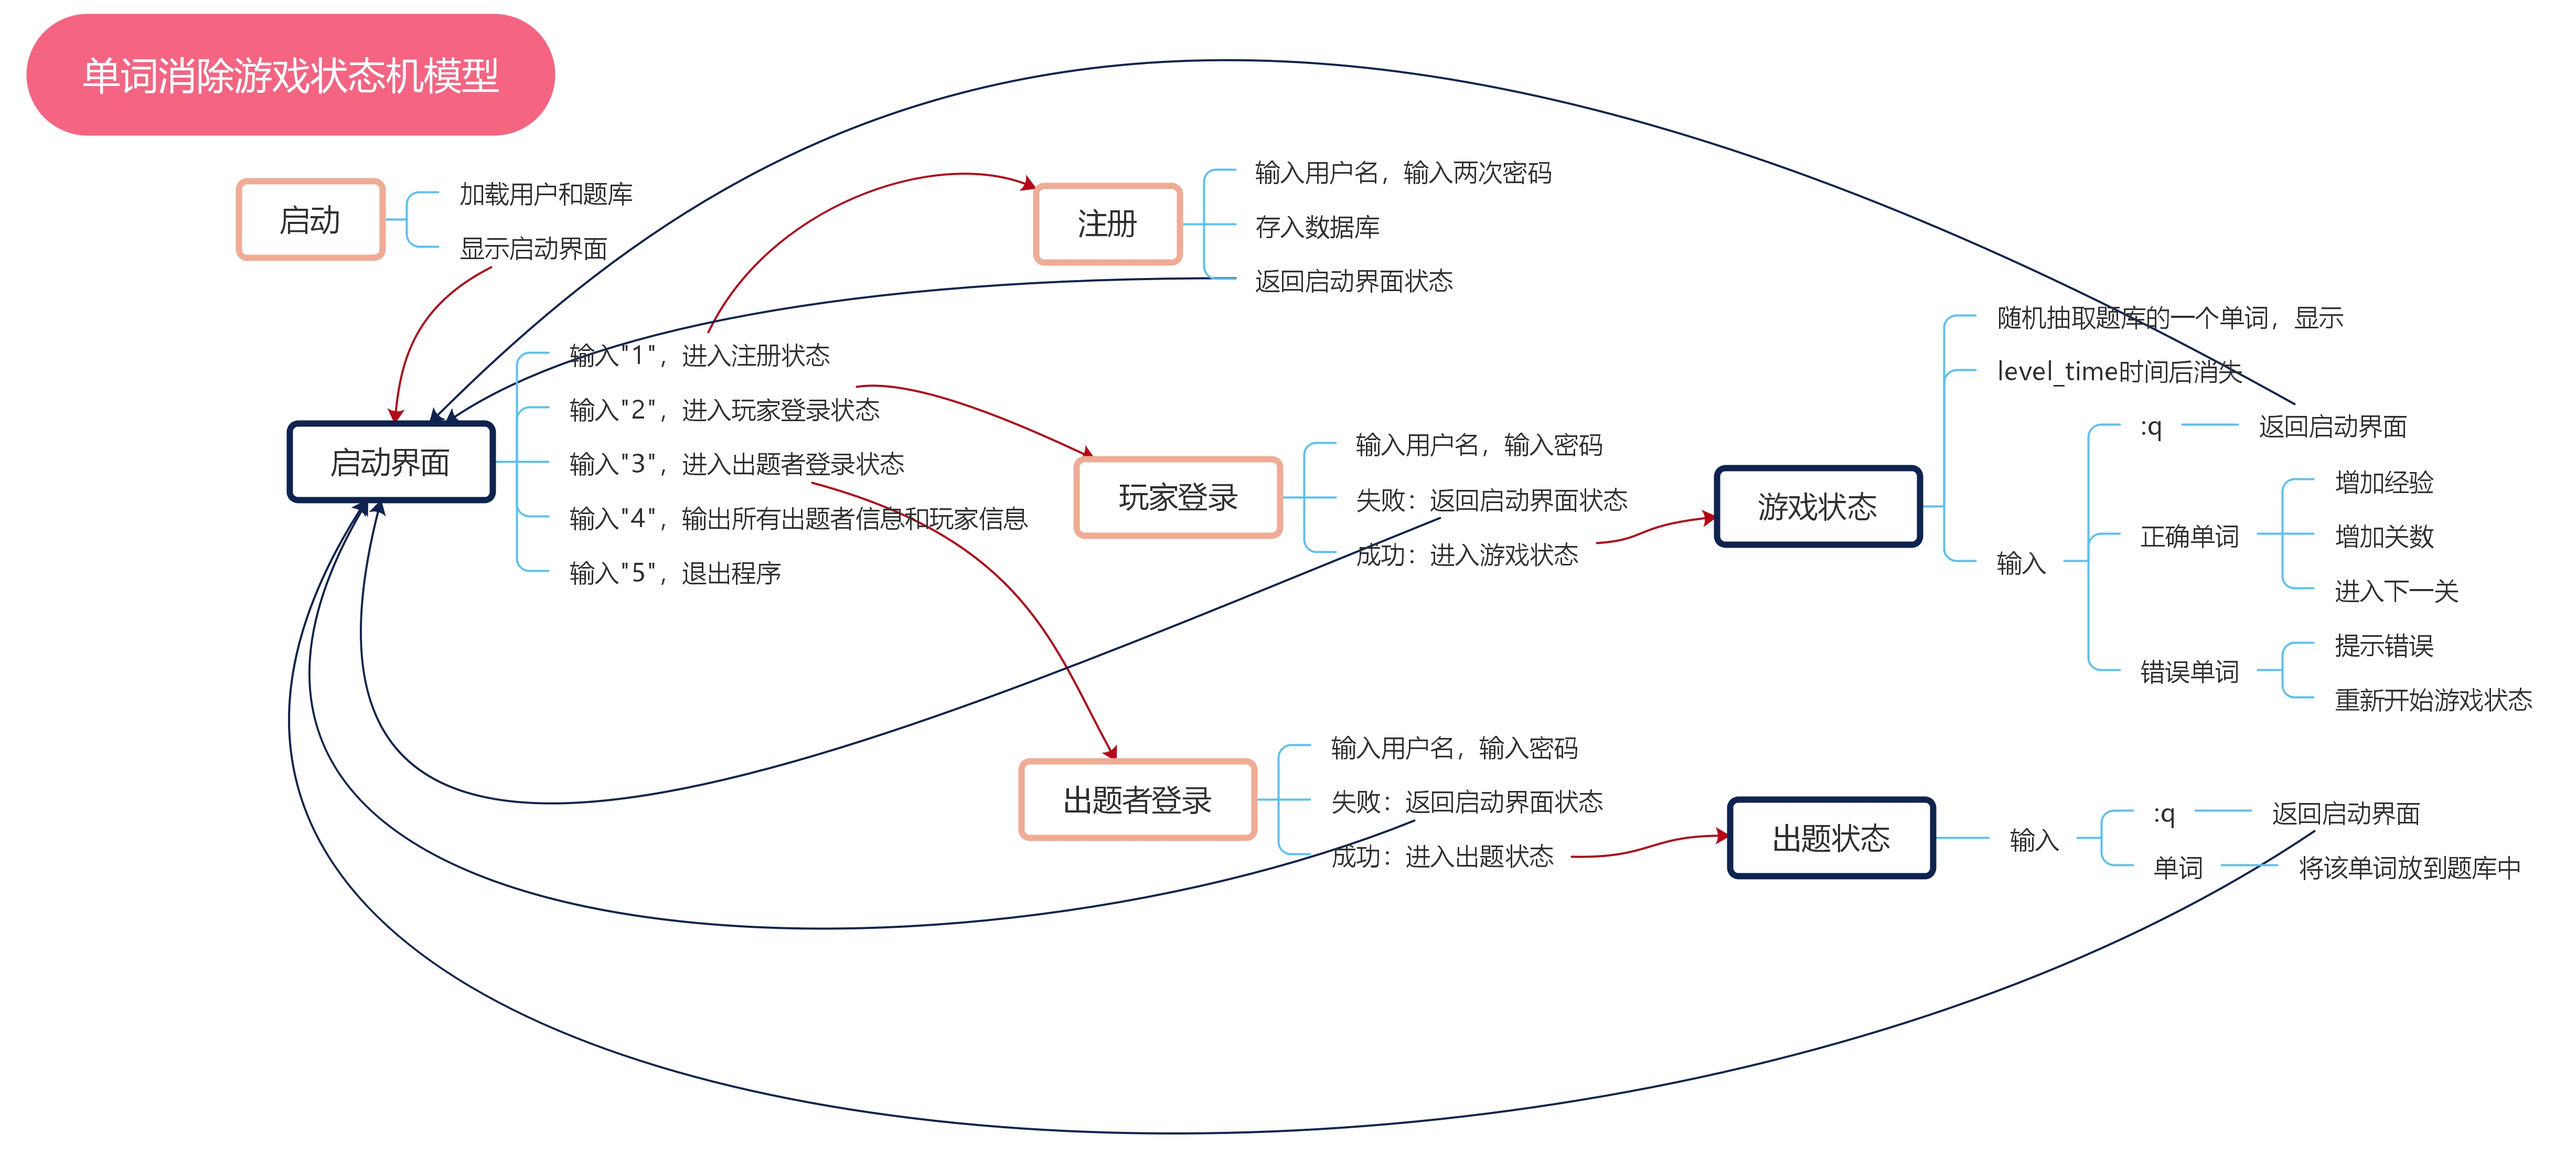 单词消除游戏状态机模型
启动
加载用户和题库
显示启动界面
注册
输入用户名，输入两次密码
存入数据库
返回启动界面状态
启动界面
输入"1"，进入注册状态
输入"2"，进入玩家登录状态
输入"3"，进入出题者登录状态
输入"4"，输出所有出题者信息和玩家信息
输入"5"，退出程序
玩家登录
输入用户名，输入密码
失败：返回启动界面状态
成功：进入游戏状态
游戏状态
随机抽取题库的一个单词，显示
level_time时间后消失
输入
:q
返回启动界面
正确单词
增加经验
增加关数
进入下一关
错误单词
提示错误
重新开始游戏状态
出题者登录
输入用户名，输入密码
失败：返回启动界面状态
成功：进入出题状态
出题状态
输入
:q
返回启动界面
单词
将该单词放到题库中